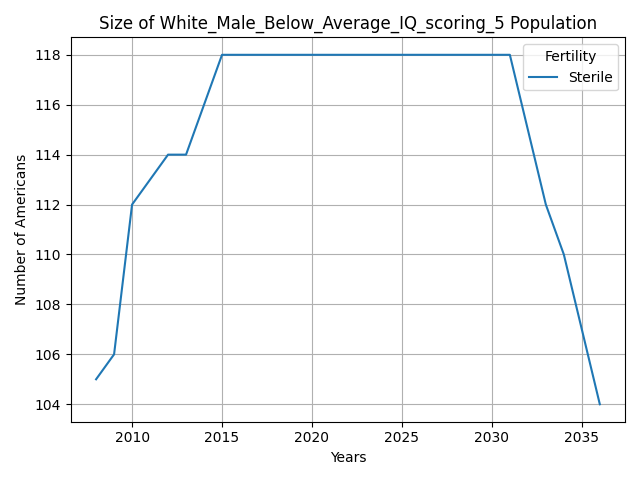 Size of White_Male_Below_Average_IQ_scoring_5 Population
Fertility
Sterile
118
116
114
112
110
108
106
104
Number of Americans
2010 2015 2020 2025 2030 2035
Years